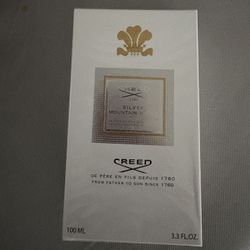 CREED
SILVER
MOUNTAIN
CREED
DE PÈRE EN FILS DEPUIS 1760
FROM FATHER TO SON SINCE 1760
100 ML
3.3 FL.OZ.